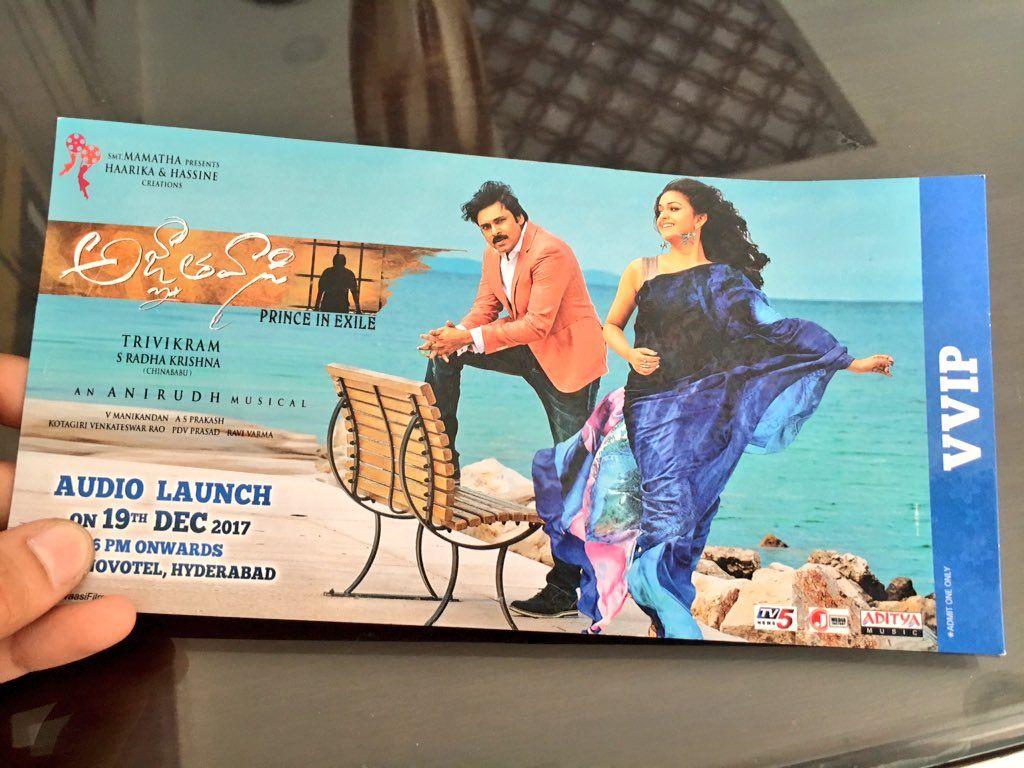 SMT.MAMATHA PRESENTS
HAARIKA & HASSINE
CREATIONS
అజ్ఞాతవాసి
PRINCE IN EXILE
TRIVIKRAM
S RADHA KRISHNA
(CHINABABU)
AN ANIRUDH MUSICAL
V MANIKANDAN A S PRAKASH
KOTAGIRI VENKATESWAR RAO PDV PRASAD RAVI VARMA
AUDIO LAUNCH
ON 19TH DEC 2017
6 PM ONWARDS
NOVOTEL, HYDERABAD
TV5
NEWS
J
MEDIA
ADITYA
MUSIC
VVIP
*ADMIT ONE ONLY